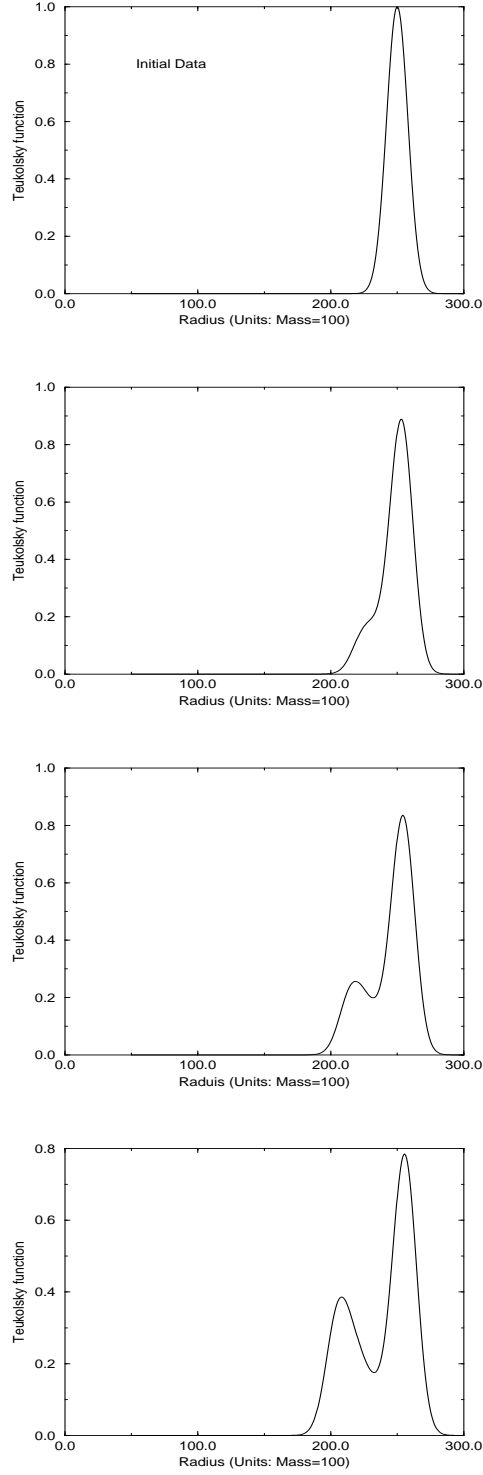 1.0
0.8
0.6
0.4
0.2
0.0
Teukolsky function
Initial Data
0.0 100.0 200.0 300.0
Radius (Units: Mass=100)
1.0
0.8
0.6
0.4
0.2
0.0
Teukolsky function
0.0 100.0 200.0 300.0
Radius (Units: Mass=100)
1.0
0.8
0.6
0.4
0.2
0.0
Teukolsky function
0.0 100.0 200.0 300.0
Raduis (Units: Mass=100)
0.8
0.6
0.4
0.2
0.0
Teukolsky function
0.0 100.0 200.0 300.0
Radius (Units: Mass=100)